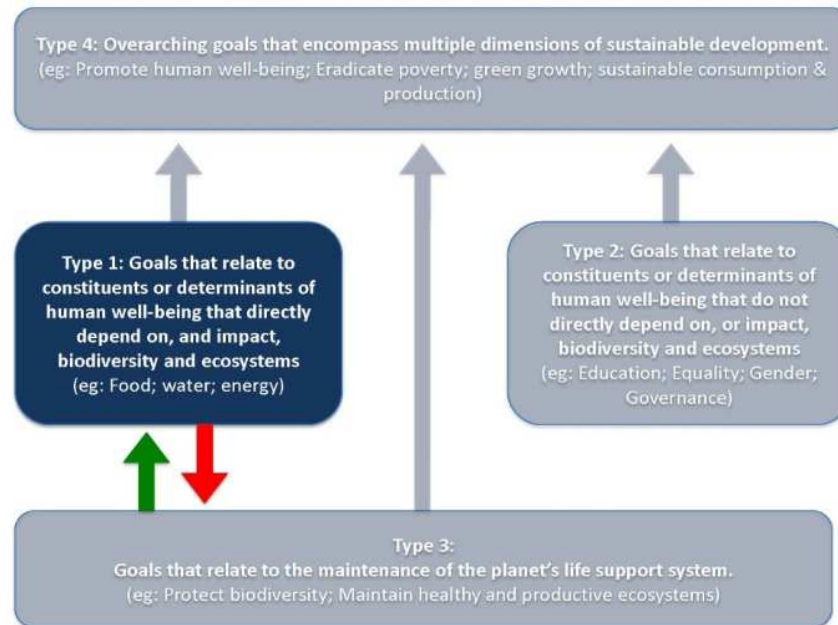 Type 4: Overarching goals that encompass multiple dimensions of sustainable development.
(eg: Promote human well-being; Eradicate poverty; green growth; sustainable consumption &
production)
Type 1: Goals that relate to
constituents or determinants of
human well-being that directly
depend on, and impact,
biodiversity and ecosystems
(eg: Food; water; energy)
Type 2: Goals that relate to
constituents or determinants of
human well-being that do not
directly depend on, or impact,
biodiversity and ecosystems
(eg: Education; Equality; Gender;
Governance)
Type 3:
Goals that relate to the maintenance of the planet's life support system.
(eg: Protect biodiversity; Maintain healthy and productive ecosystems)